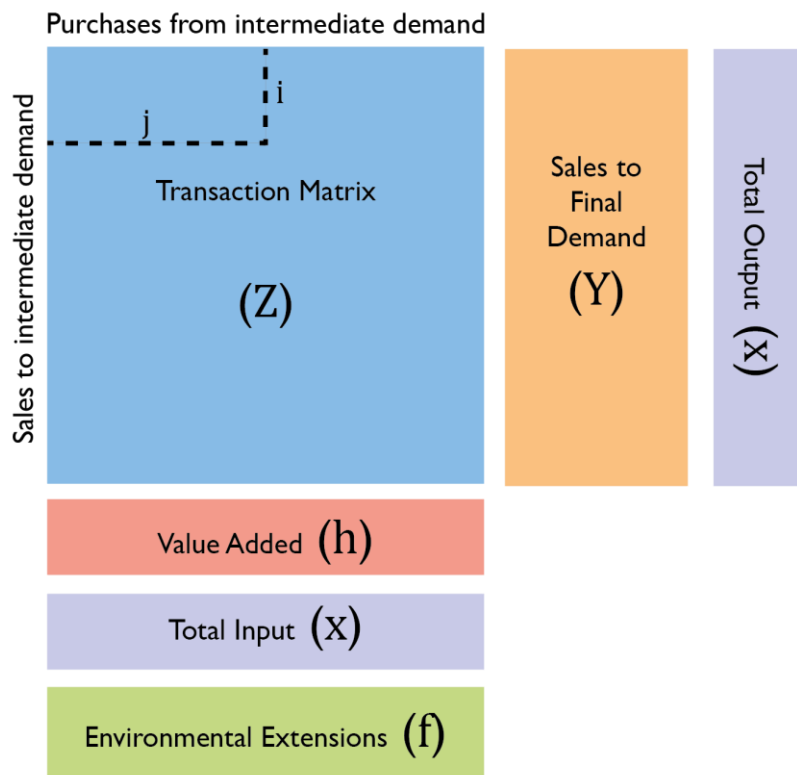 Purchases from intermediate demand
Sales to intermediate demand
i
j
Transaction Matrix
(Z)
Sales to
Final
Demand
(Y)
Total Output (x)
Value Added (h)
Total Input (x)
Environmental Extensions (f)